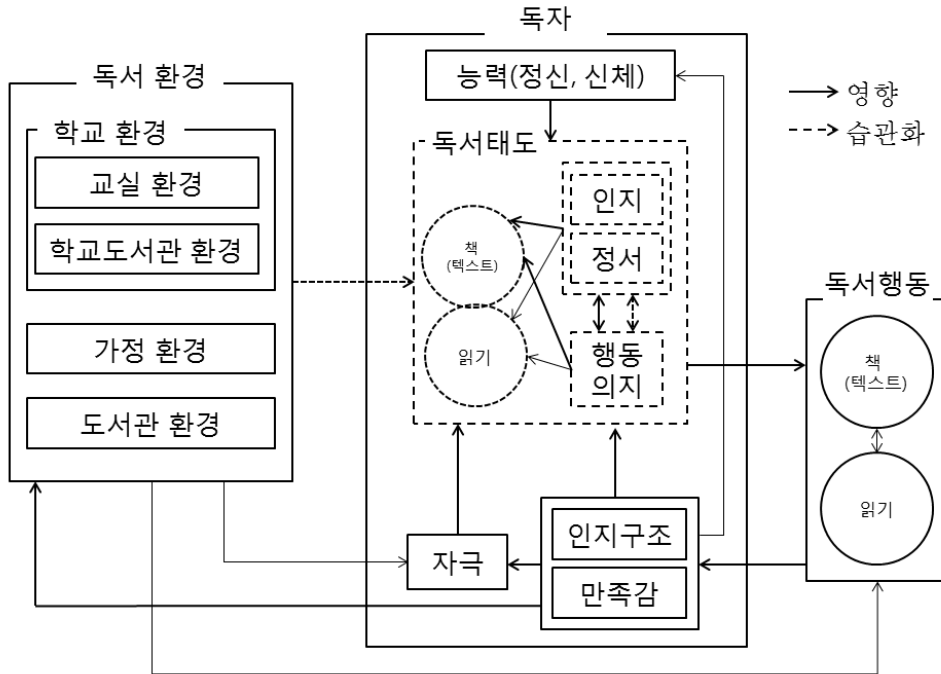 독자
독서 환경
학교 환경
교실 환경
학교도서관 환경
가정 환경
도서관 환경
능력(정신, 신체)
독서태도
책
(텍스트)
읽기
인지
정서
행동
의지
자극
인지구조
만족감
영향
습관화
독서행동
책
(텍스트)
읽기